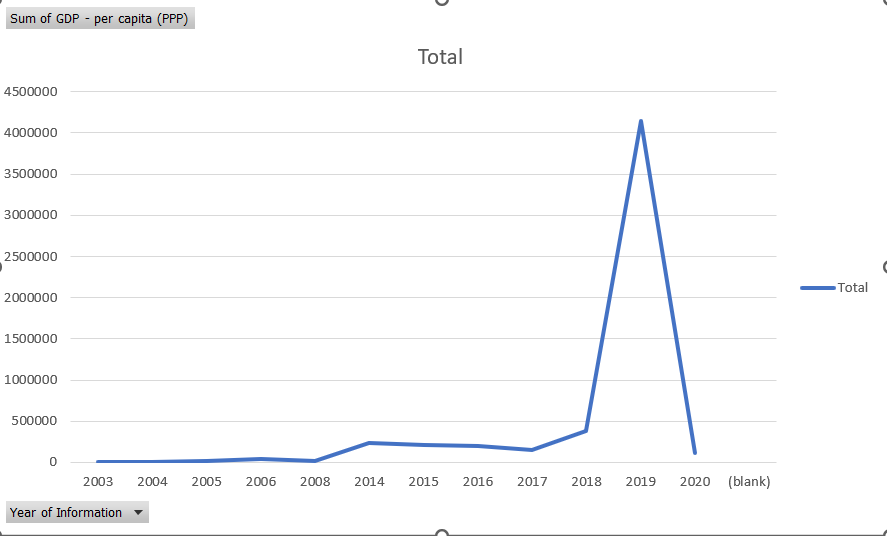 Sum of GDP - per capita (PPP)
Total
4500000
4000000
3500000
3000000
2500000
2000000
1500000
1000000
500000
0
Total
2003 2004 2005 2006 2008 2014 2015 2016 2017 2018 2019 2020 (blank)
Year of Information